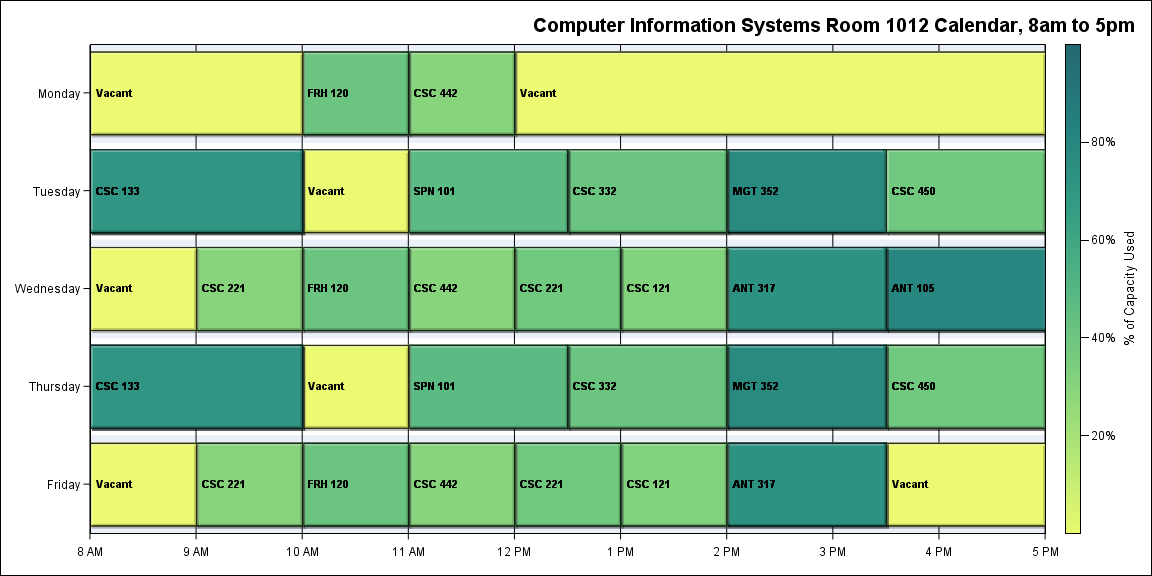 Computer Information Systems Room 1012 Calendar, 8am to 5pm
Monday
Vacant
FRH 120
CSC 442
Vacant
Tuesday
CSC 133
Vacant
SPN 101
CSC 332
MGT 352
CSC 450
Wednesday
Vacant
CSC 221
FRH 120
CSC 442
CSC 221
CSC 121
ANT 317
ANT 105
Thursday
CSC 133
Vacant
SPN 101
CSC 332
MGT 352
CSC 450
Friday
Vacant
CSC 221
FRH 120
CSC 442
CSC 221
CSC 121
ANT 317
Vacant
8 AM
9 AM
10 AM
11 AM
12 PM
1 PM
2 PM
3 PM
4 PM
5 PM
80%
60%
40%
20%
% of Capacity Used